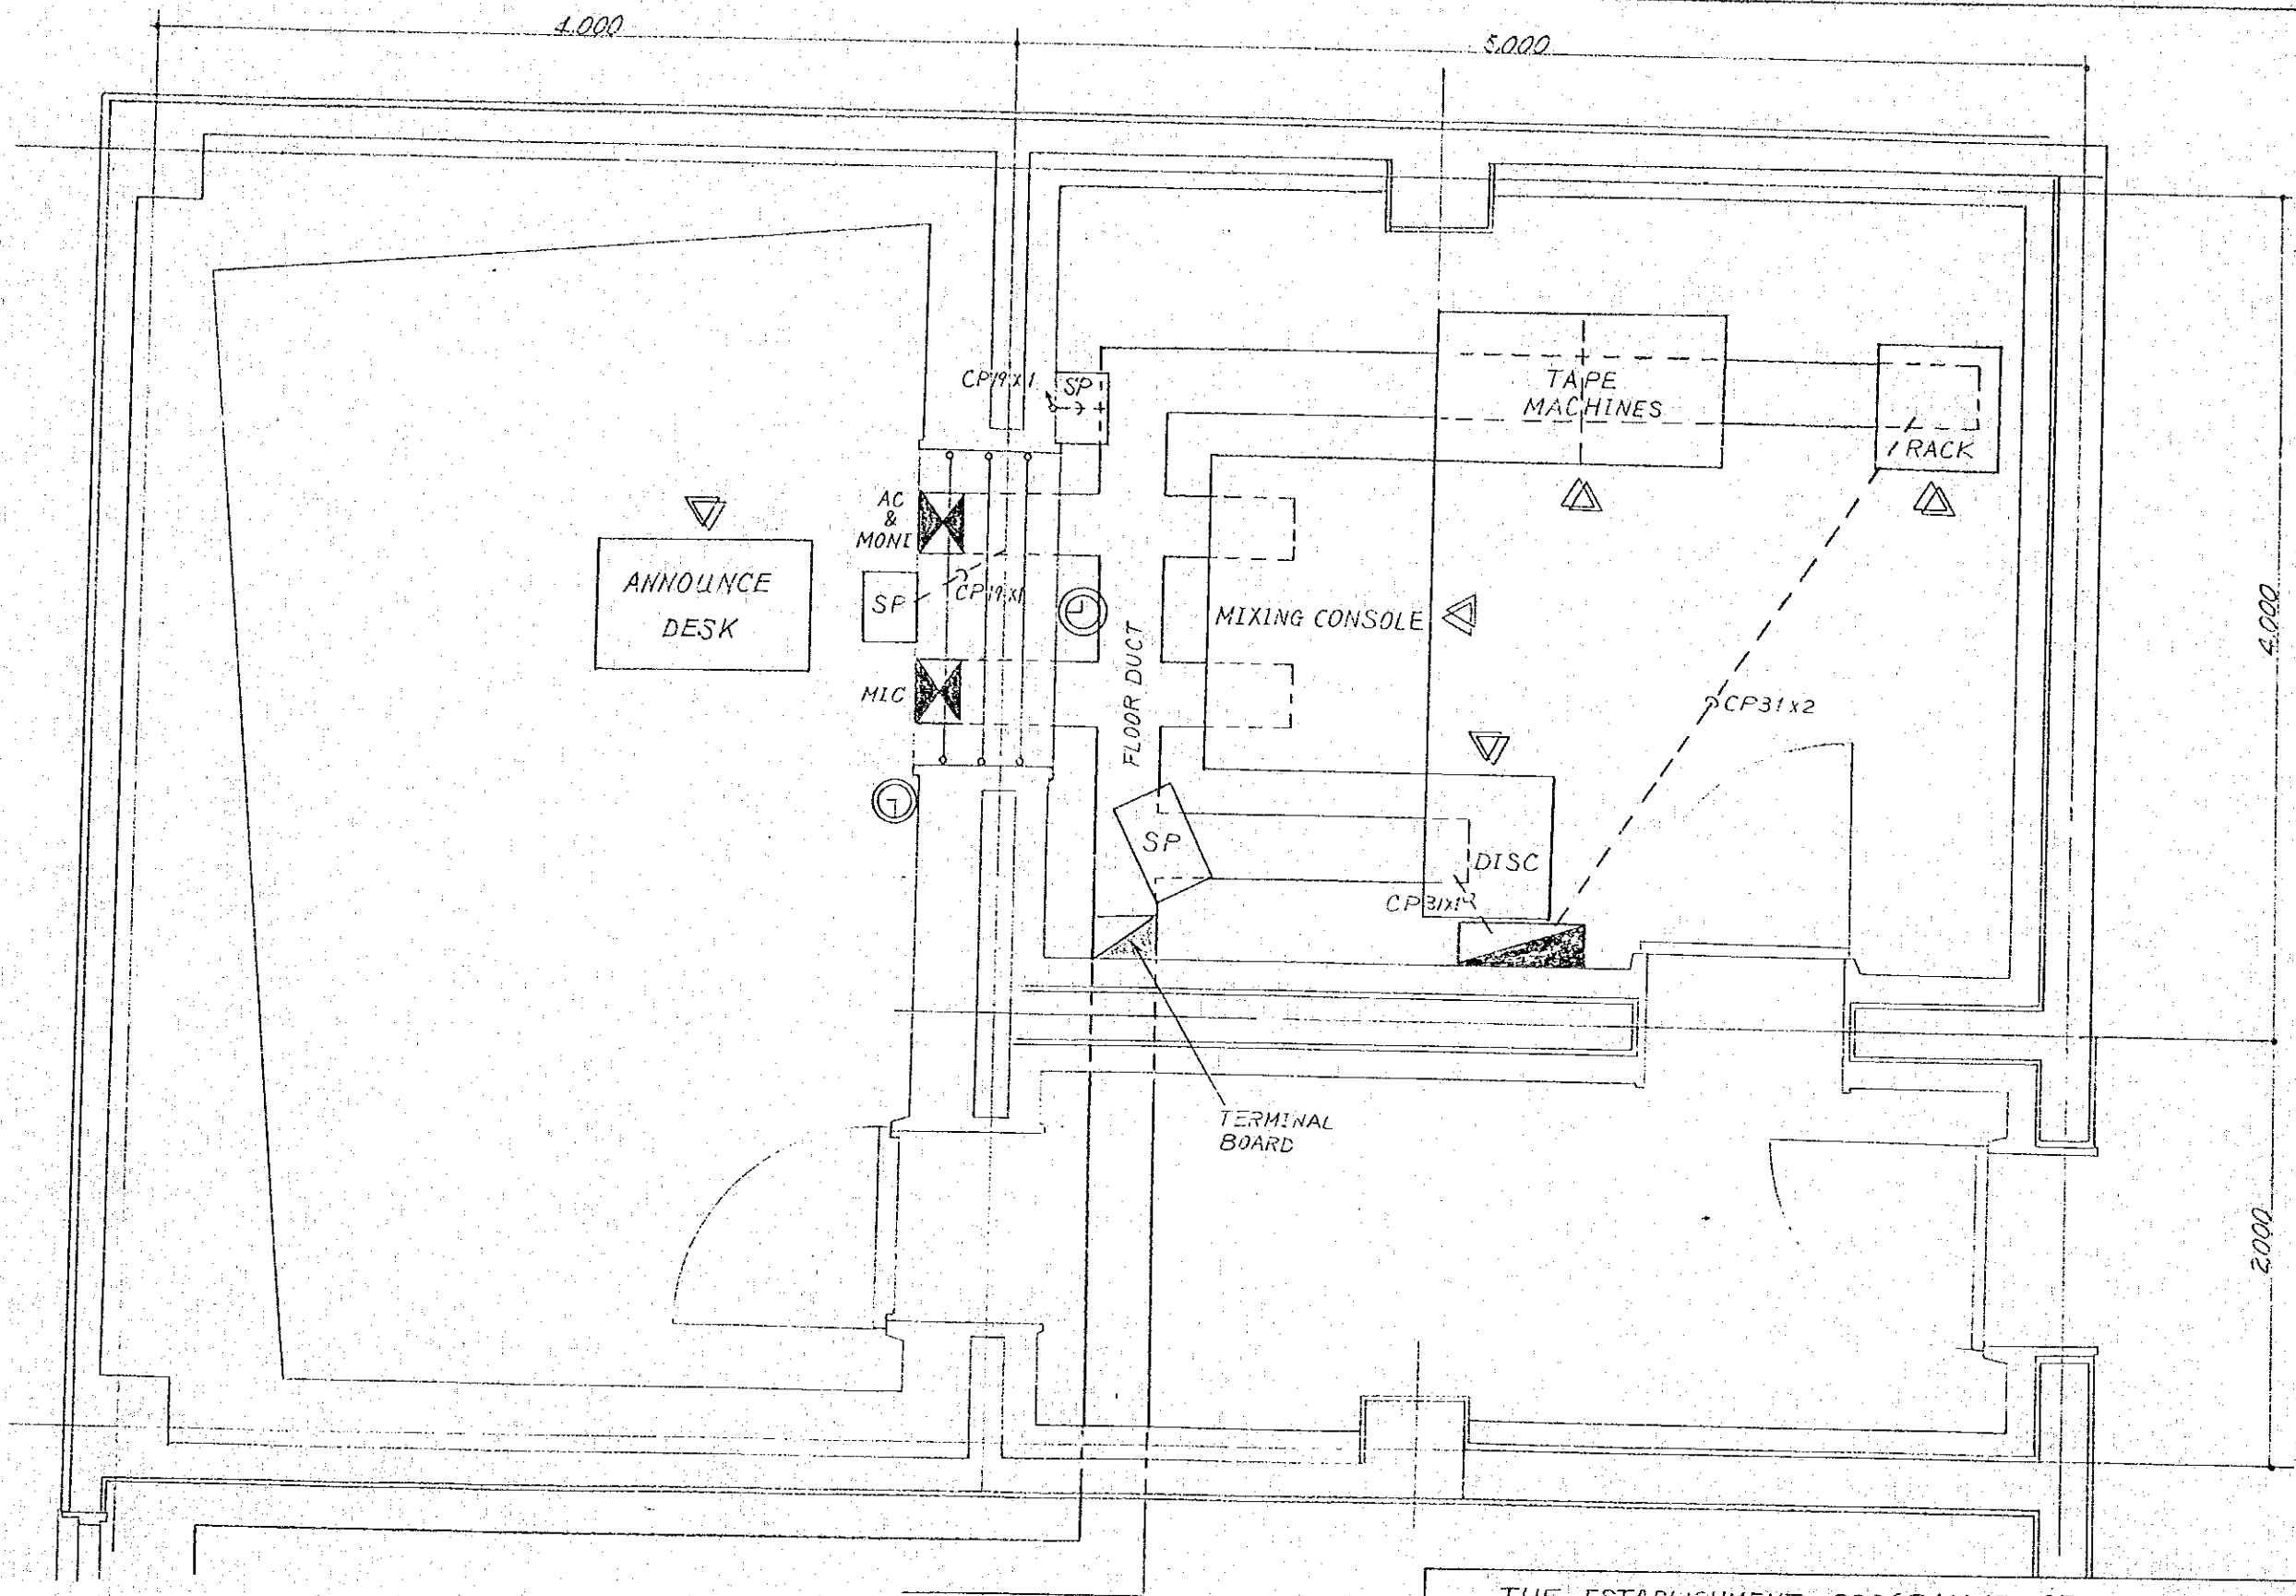 4.000
5.000
CP19X1
SP
TAPE
MACHINES
RACK
AC
&
MONI
ANNOUNCE
DESK
SP
CP19X1
MIXING CONSOLE
MIC
FLOOR DUCT
CP31X2
4.000
SP
DISC
TERMINAL
BOARD
2.000